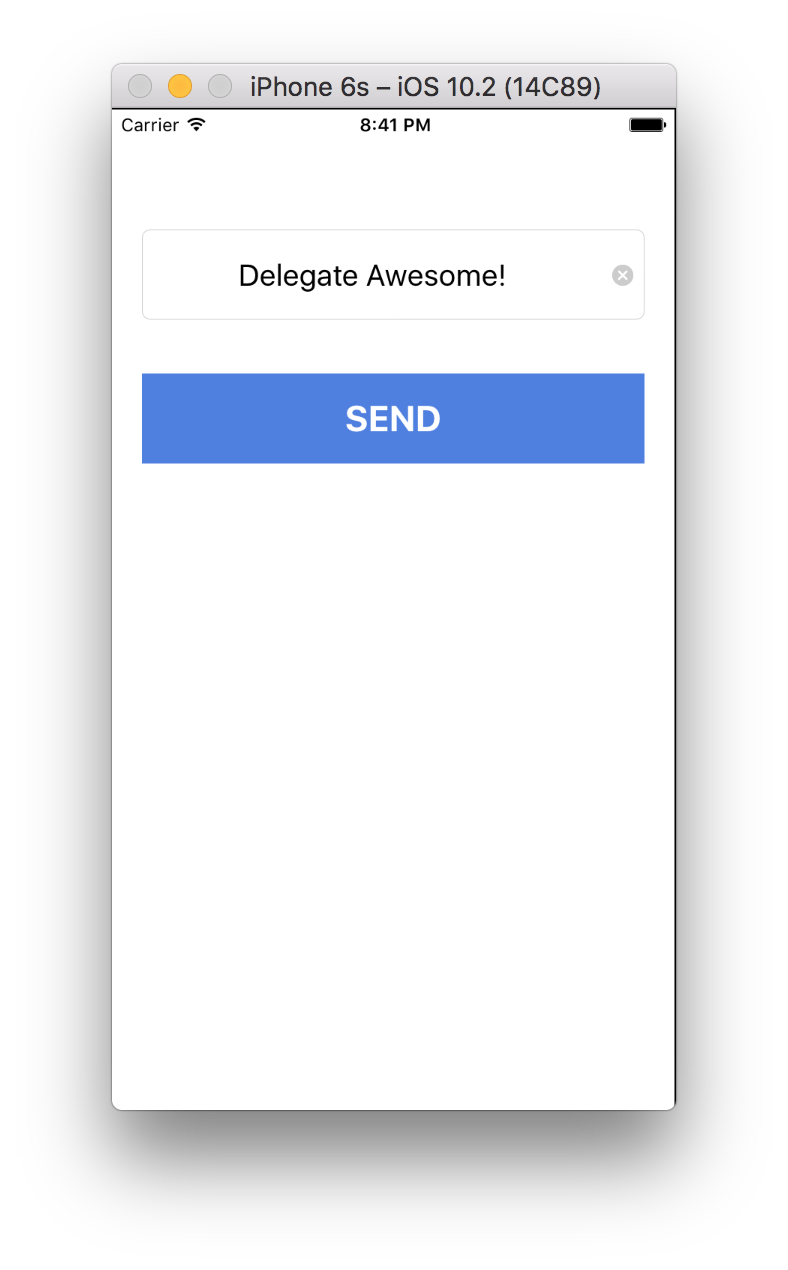 iPhone 6s – iOS 10.2 (14C89)
Carrier 8:41 PM
Delegate Awesome!
SEND